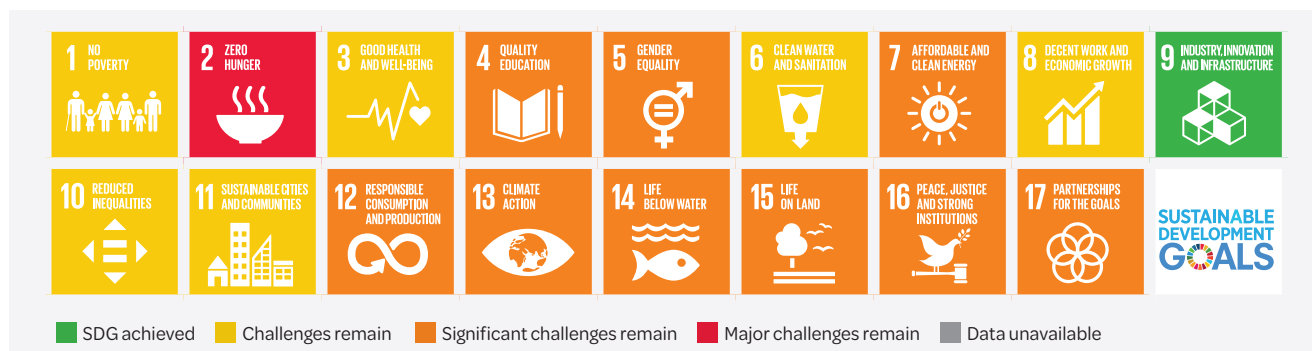 1 NO
POVERTY
2 ZERO
HUNGER
3 GOOD HEALTH
AND WELL-BEING
4 QUALITY
EDUCATION
5 GENDER
EQUALITY
6 CLEAN WATER
AND SANITATION
7 AFFORDABLE AND
CLEAN ENERGY
8 DECENT WORK AND
ECONOMIC GROWTH
9 INDUSTRY, INNOVATION
AND INFRASTRUCTURE
10 REDUCED
INEQUALITIES
11 SUSTAINABLE CITIES
AND COMMUNITIES
12 RESPONSIBLE
CONSUMPTION
AND PRODUCTION
13 CLIMATE
ACTION
14 LIFE
BELOW WATER
15 LIFE
ON LAND
16 PEACE, JUSTICE
AND STRONG
INSTITUTIONS
17 PARTNERSHIPS
FOR THE GOALS
SUSTAINABLE
DEVELOPMENT
GOALS
SDG achieved Challenges remain Significant challenges remain Major challenges remain Data unavailable